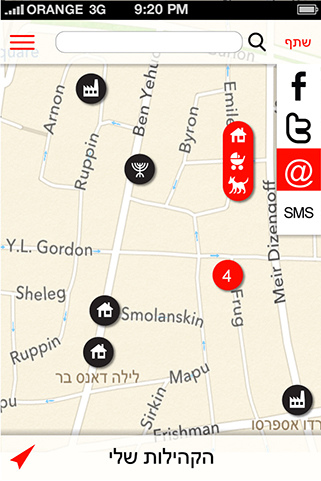 ORANGE 3G 9:20 PM
שתף
SMS
Arnon
Ruppin
Ben Yehu
Byron
Emile
Meir Dizengoff
Y.L. Gordon
Sheleg
Smolanskin
4
Frug
Ruppin
לילה דאנס בר
Mapu
Sirkin
Frishman
רדו אספרסו
pu
@
הקהילות שלי